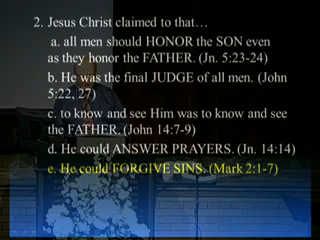 2. Jesus Christ claimed to that…
a. all men should HONOR the SON even
as they honor the FATHER. (Jn. 5:23-24)
b. He was the final JUDGE of all men. (John
5:22, 27)
c. to know and see Him was to know and see
the FATHER. (John 14:7-9)
d. He could ANSWER PRAYERS. (Jn. 14:14)
e. He could FORGIVE SINS. (Mark 2:1-7)